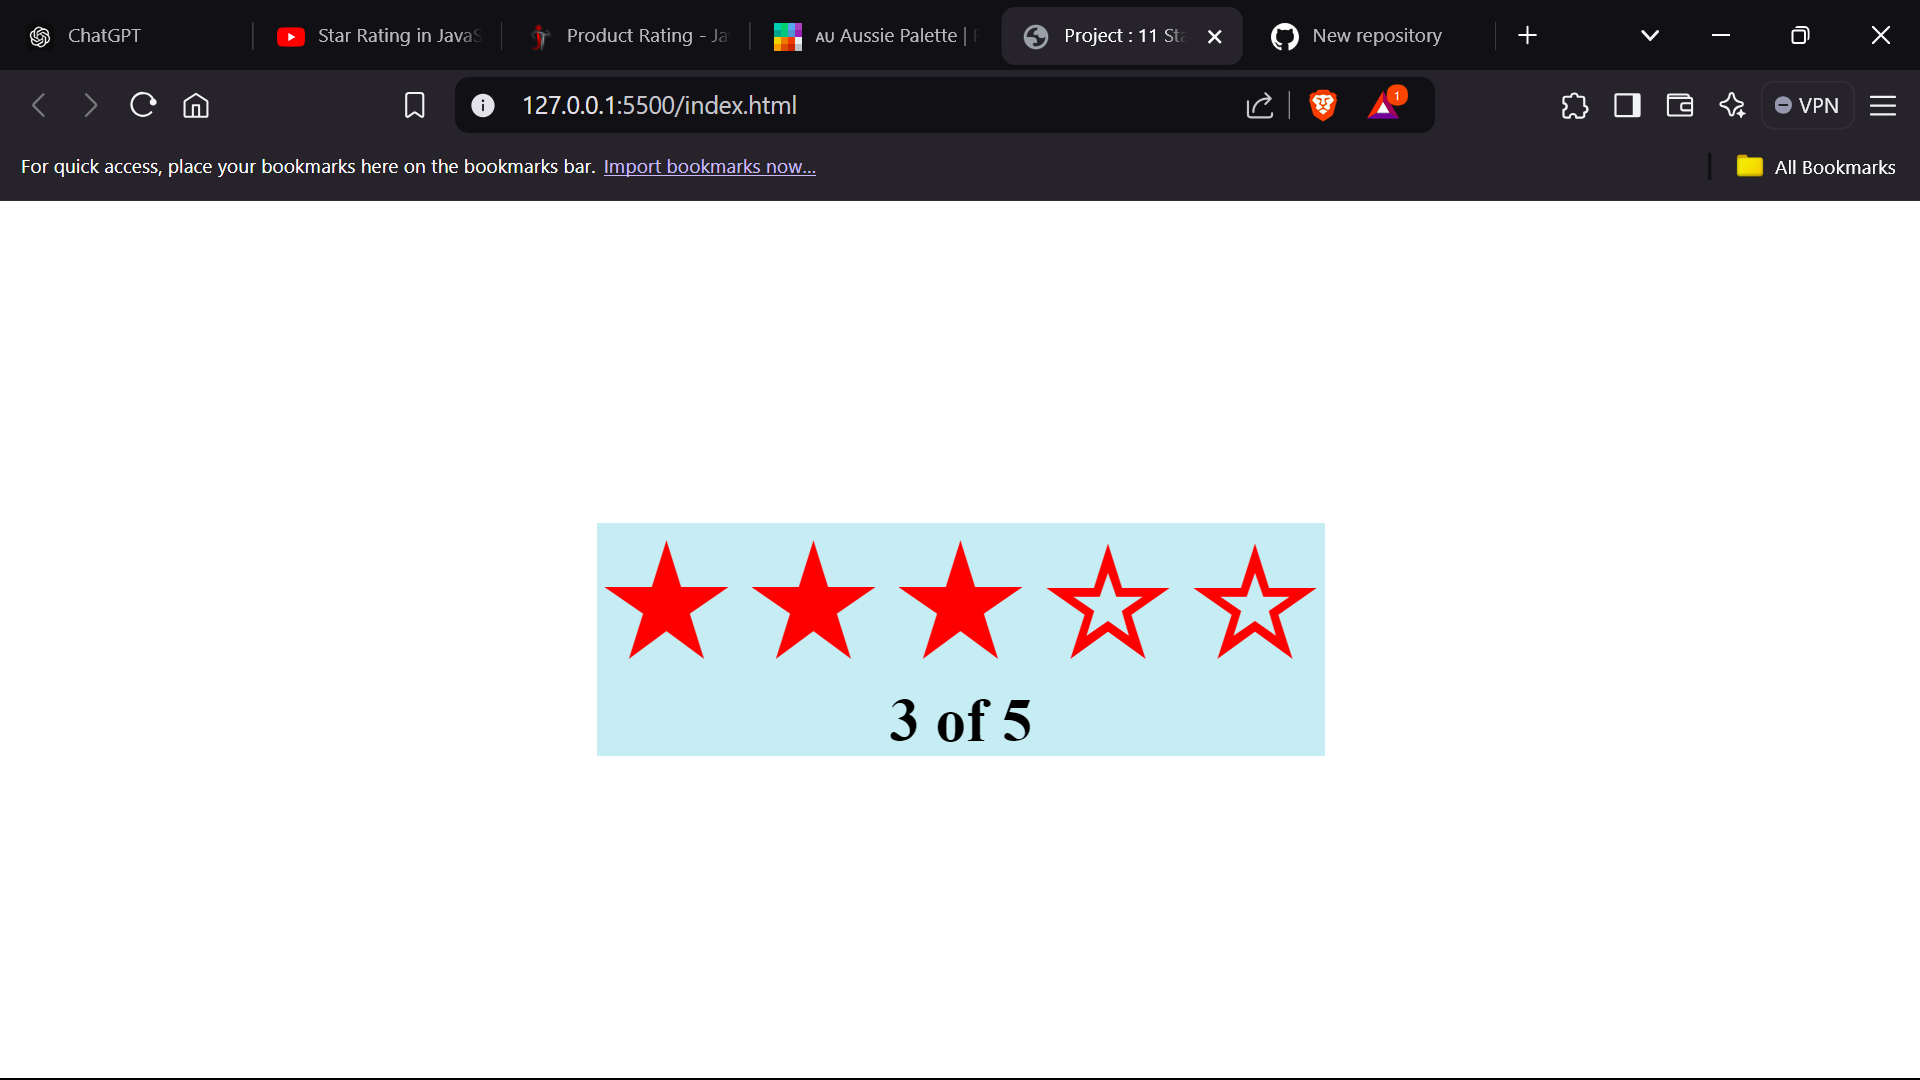 ChatGPT
Star Rating in JavaS
Product Rating - Ja
AU Aussie Palette |
Project : 11 Sta
New repository
127.0.0.1:5500/index.html
1
VPN
For quick access, place your bookmarks here on the bookmarks bar. Import bookmarks now...
All Bookmarks
3 of 5